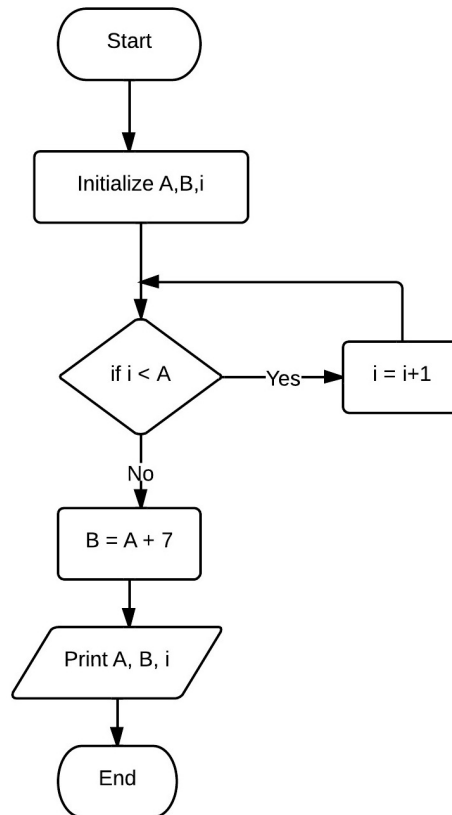 Start
Initialize A,B,i
if i < A
Yes
i = i+1
No
B = A + 7
Print A, B, i
End